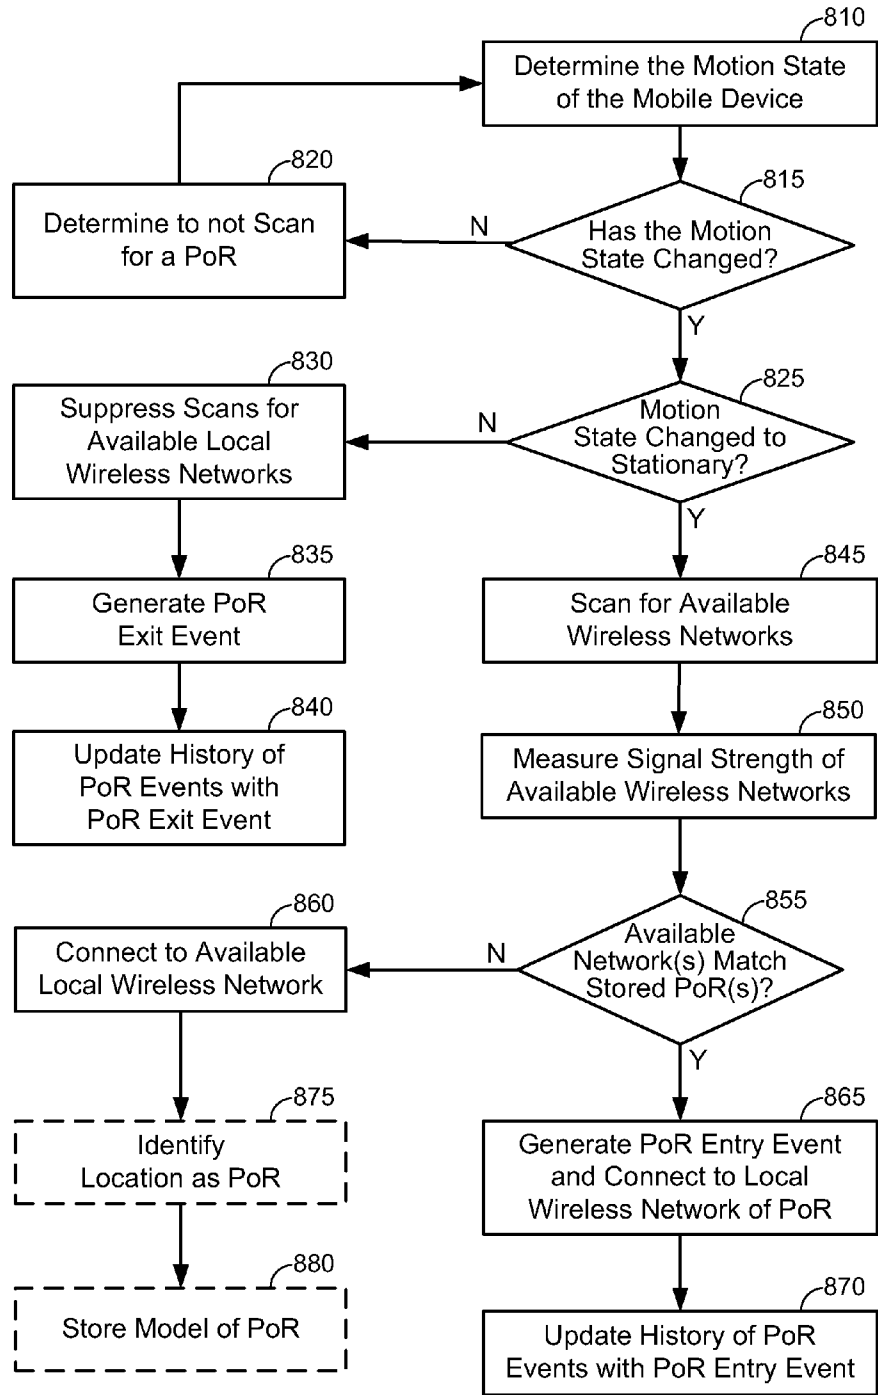 810
Determine the Motion State
of the Mobile Device
820
Determine to not Scan
for a PoR
815
Has the Motion
State Changed?
N
Y
830
Suppress Scans for
Available Local
Wireless Networks
825
Motion
State Changed to
Stationary?
N
Y
835
Generate PoR
Exit Event
845
Scan for Available
Wireless Networks
840
Update History of
PoR Events with
PoR Exit Event
850
Measure Signal Strength of
Available Wireless Networks
860
Connect to Available
Local Wireless Network
855
Available
Network(s) Match
Stored PoR(s)?
N
Y
875
Identify
Location as PoR
865
Generate PoR Entry Event
and Connect to Local
Wireless Network of PoR
880
Store Model of PoR
870
Update History of PoR
Events with PoR Entry Event